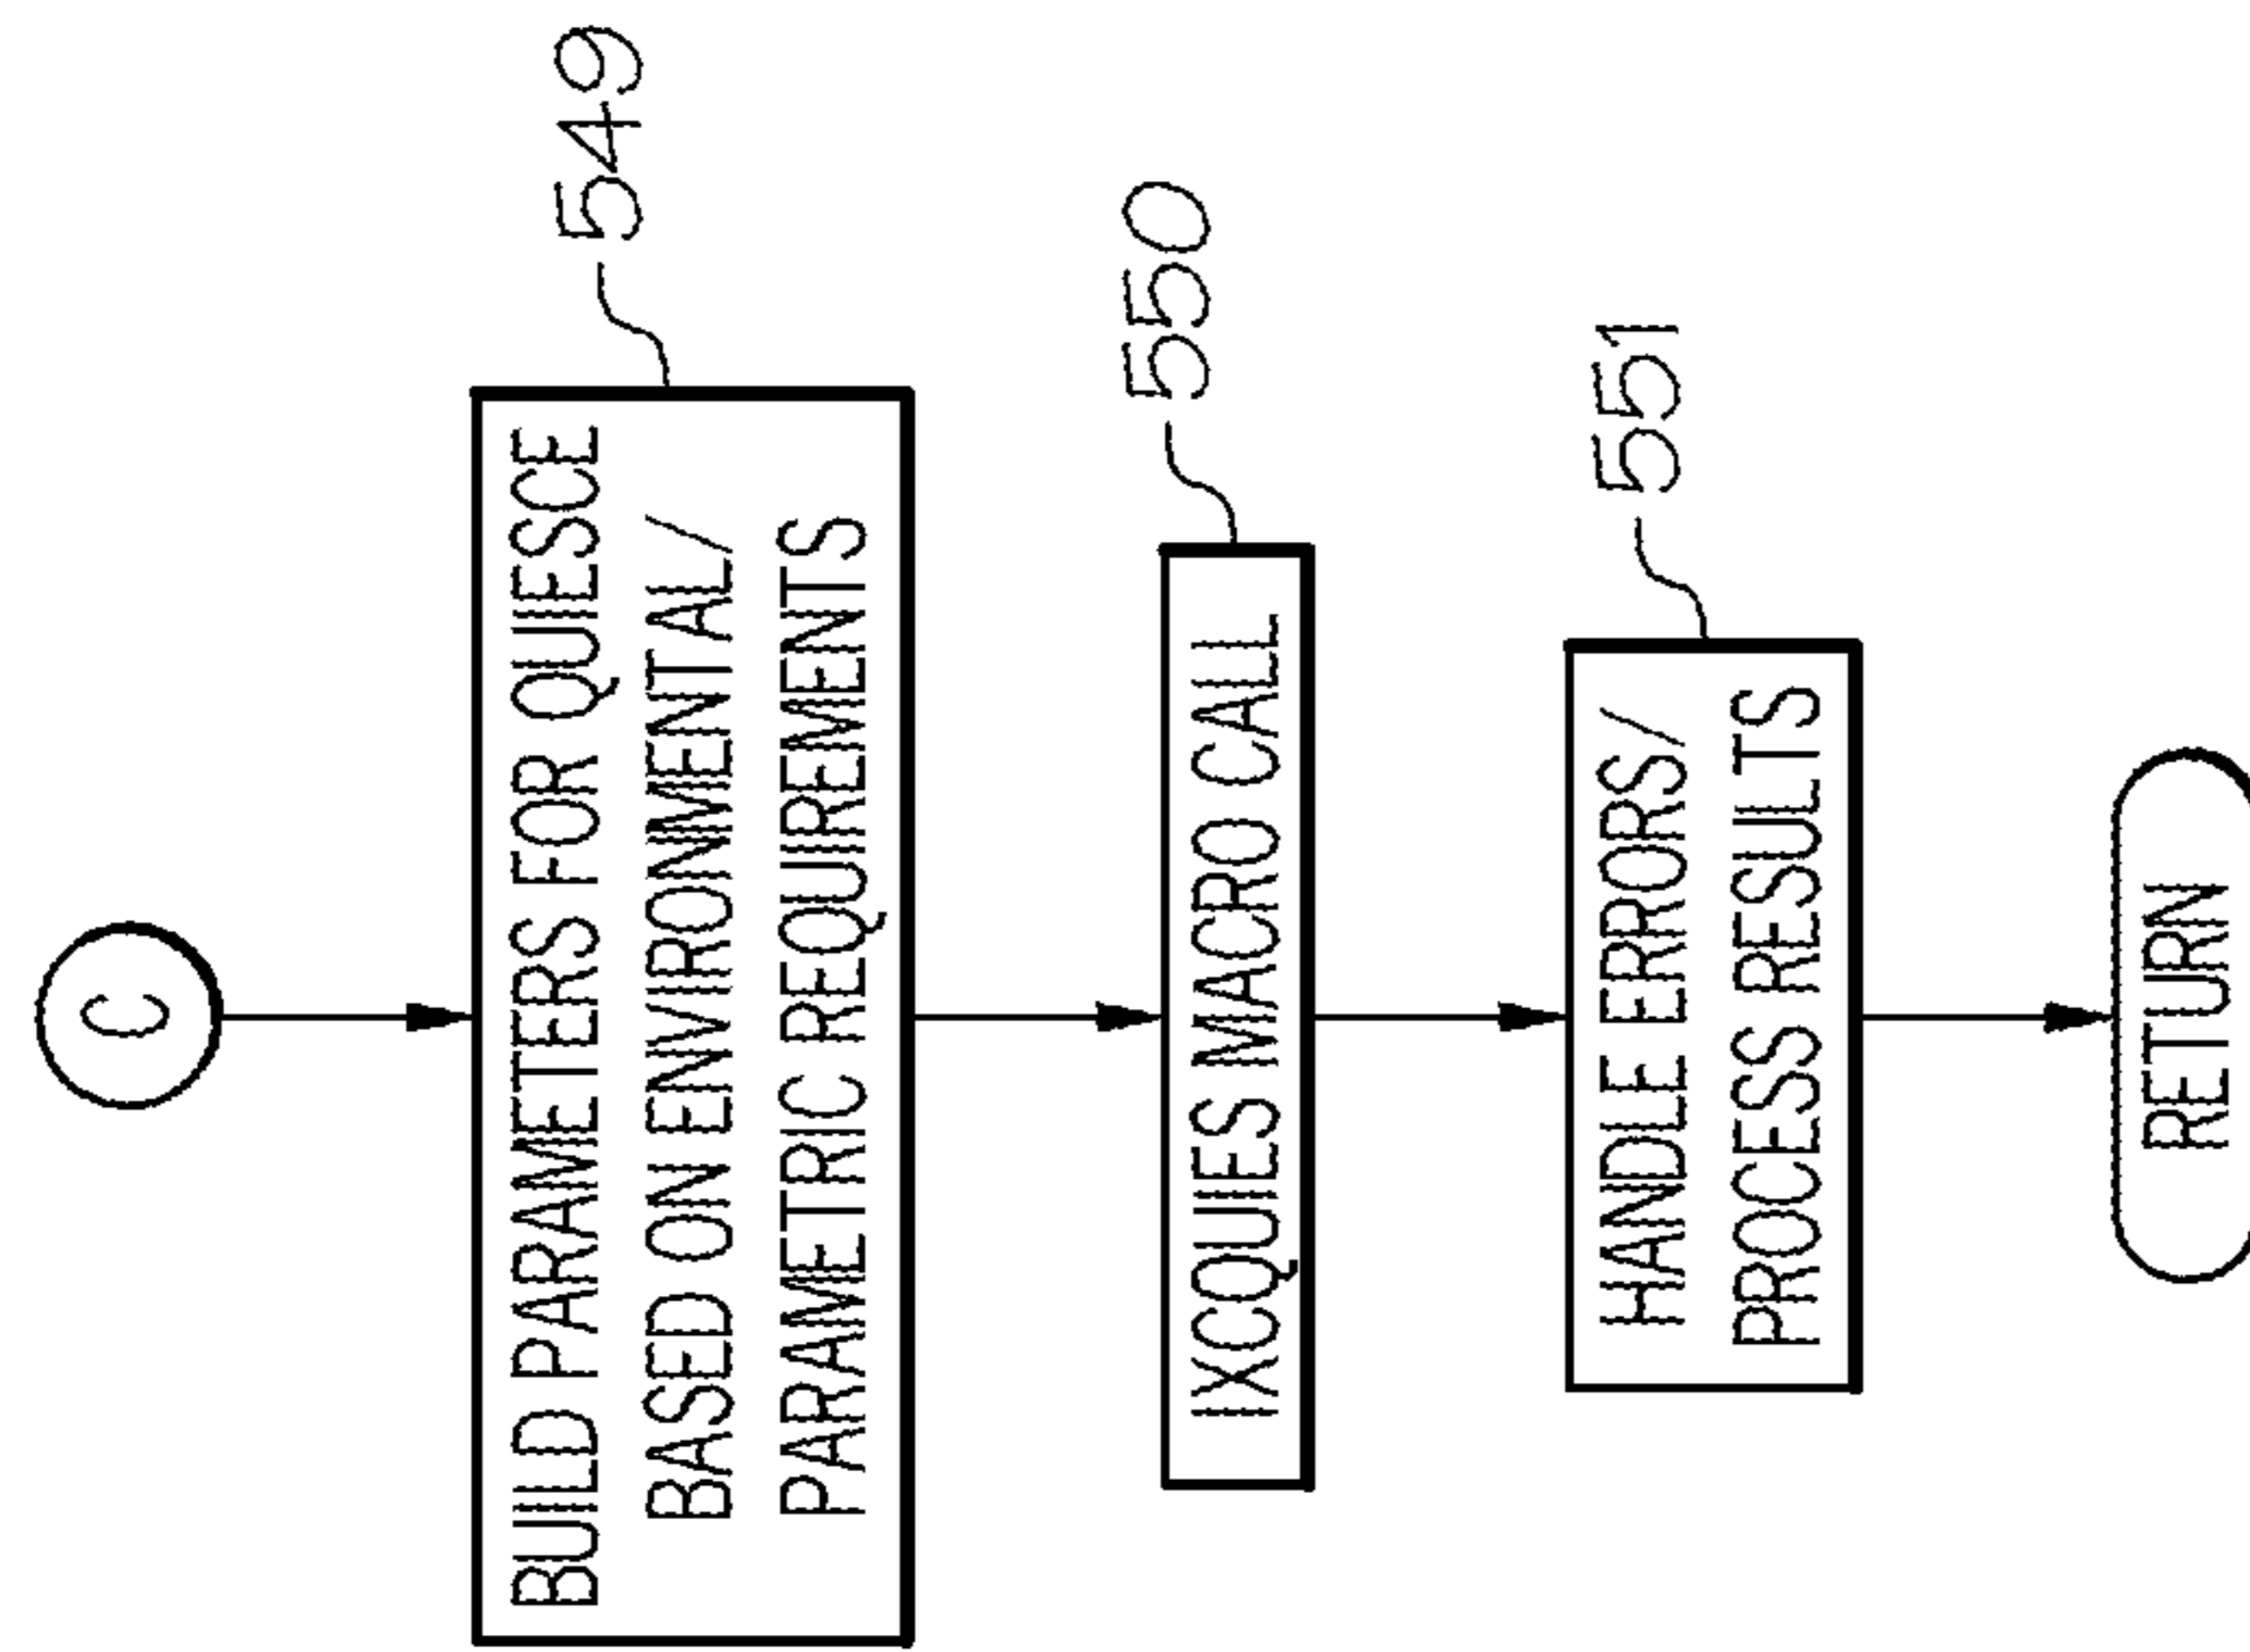 C
BUILD PARAMETERS FOR QUIESCE
BASED ON ENVIRONMENTAL/
PARAMETRIC REQUIREMENTS
549
IXCQUIES MACRO CALL
550
HANDLE ERRORS/
PROCESS RESULTS
551
RETURN